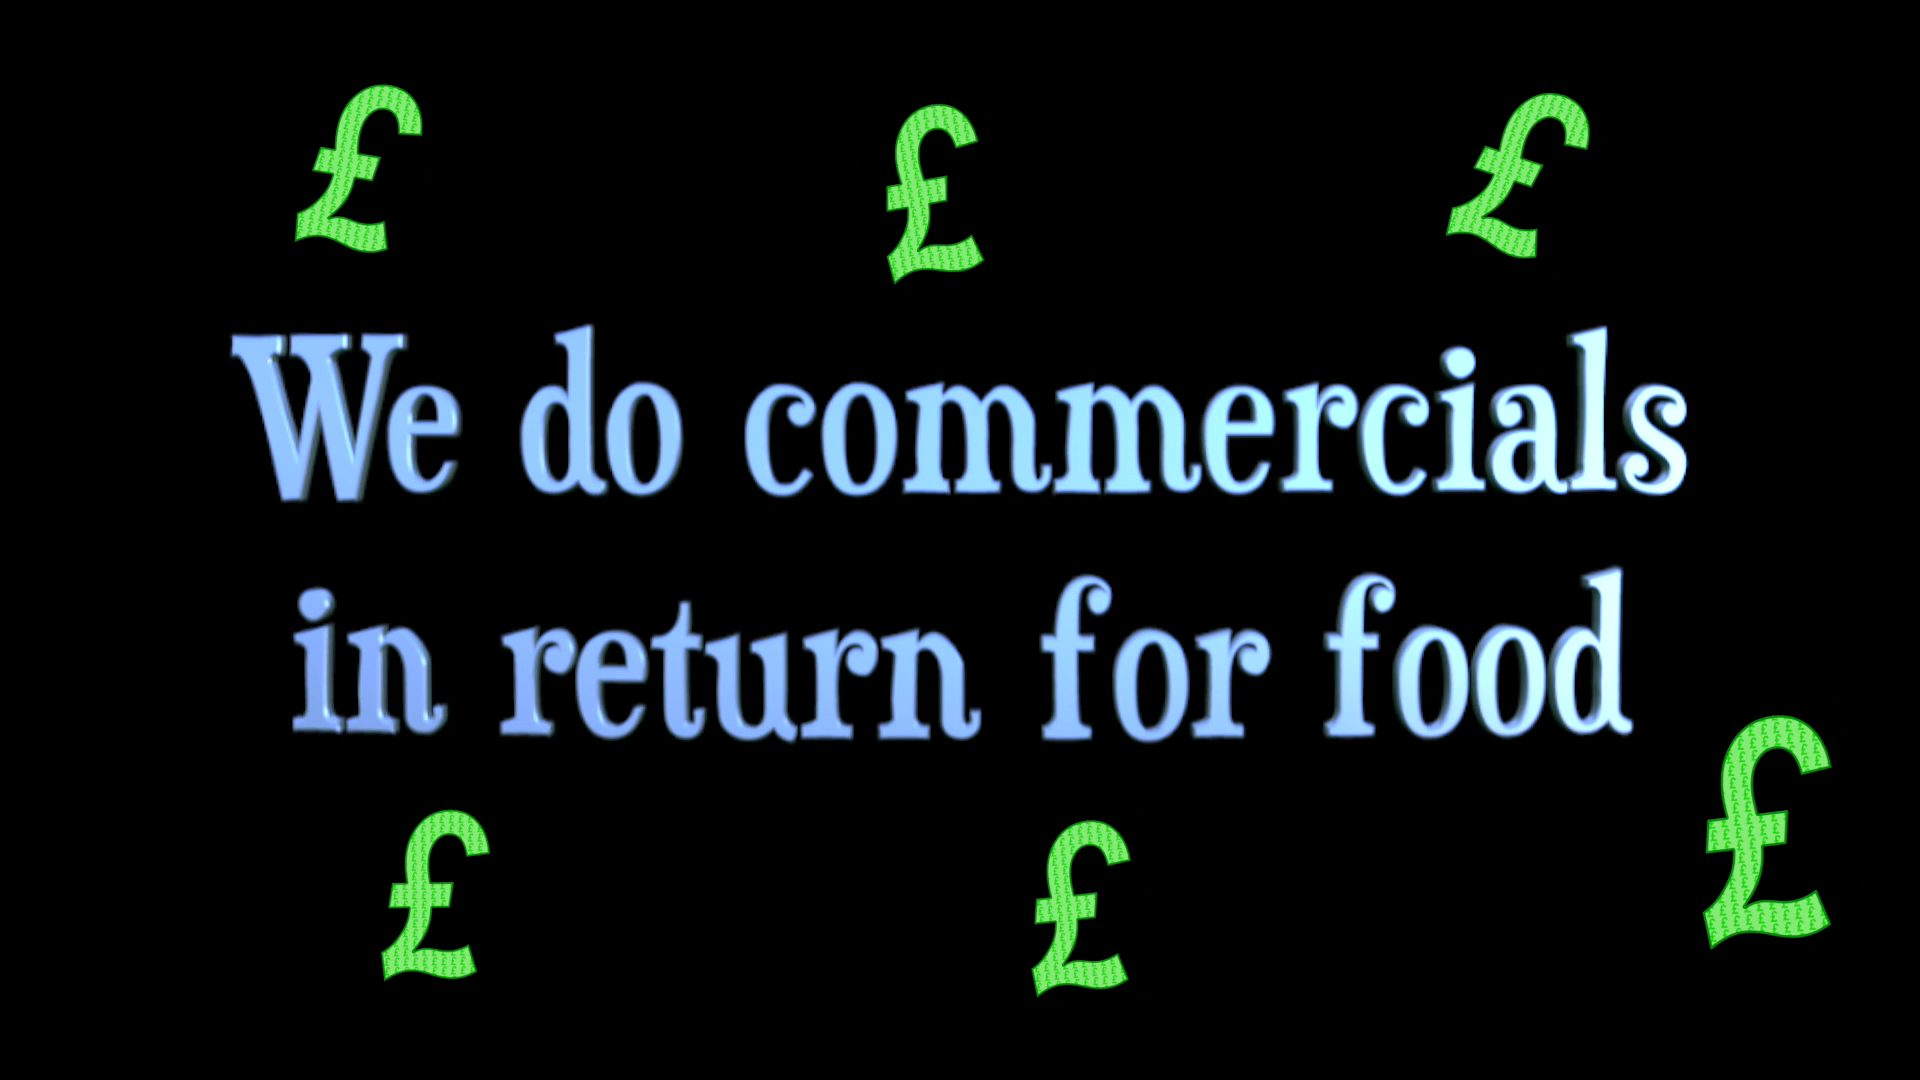 £ £ £
We do commercials
in return for food
£ £ £